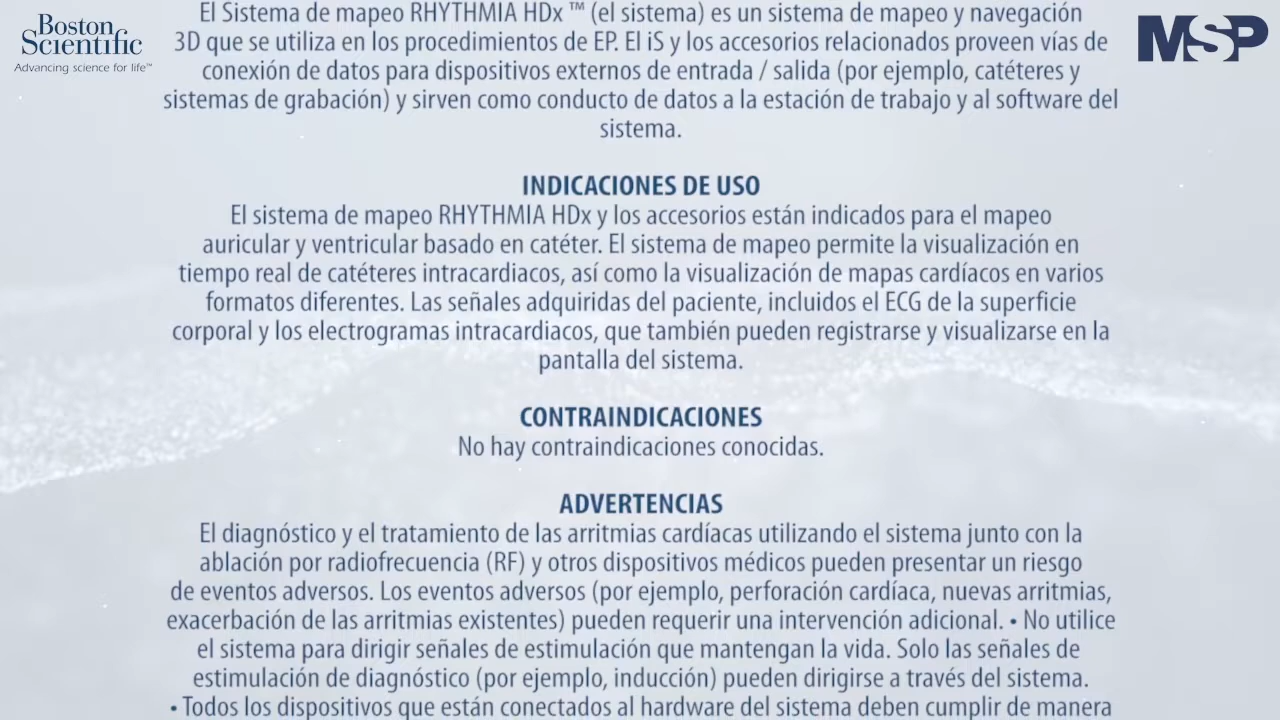 Boston
Scientific
Advancing science for life™
MSP
El Sistema de mapeo RHYTHMIA HDx ™ (el sistema) es un sistema de mapeo y navegación
3D que se utiliza en los procedimientos de EP. El iS y los accesorios relacionados proveen vías de
conexión de datos para dispositivos externos de entrada / salida (por ejemplo, catéteres y
sistemas de grabación) y sirven como conducto de datos a la estación de trabajo y al software del
sistema.
INDICACIONES DE USO
El sistema de mapeo RHYTHMIA HDx y los accesorios están indicados para el mapeo
auricular y ventricular basado en catéter. El sistema de mapeo permite la visualización en
tiempo real de catéteres intracardiacos, así como la visualización de mapas cardíacos en varios
formatos diferentes. Las señales adquiridas del paciente, incluidos el ECG de la superficie
corporal y los electrogramas intracardiacos, que también pueden registrarse y visualizarse en la
pantalla del sistema.
CONTRAINDICACIONES
No hay contraindicaciones conocidas.
ADVERTENCIAS
El diagnóstico y el tratamiento de las arritmias cardíacas utilizando el sistema junto con la
ablación por radiofrecuencia (RF) y otros dispositivos médicos pueden presentar un riesgo
de eventos adversos. Los eventos adversos (por ejemplo, perforación cardíaca, nuevas arritmias,
exacerbación de las arritmias existentes) pueden requerir una intervención adicional. • No utilice
el sistema para dirigir señales de estimulación que mantengan la vida. Solo las señales de
estimulación de diagnóstico (por ejemplo, inducción) pueden dirigirse a través del sistema.
• Todos los dispositivos que están conectados al hardware del sistema deben cumplir de manera